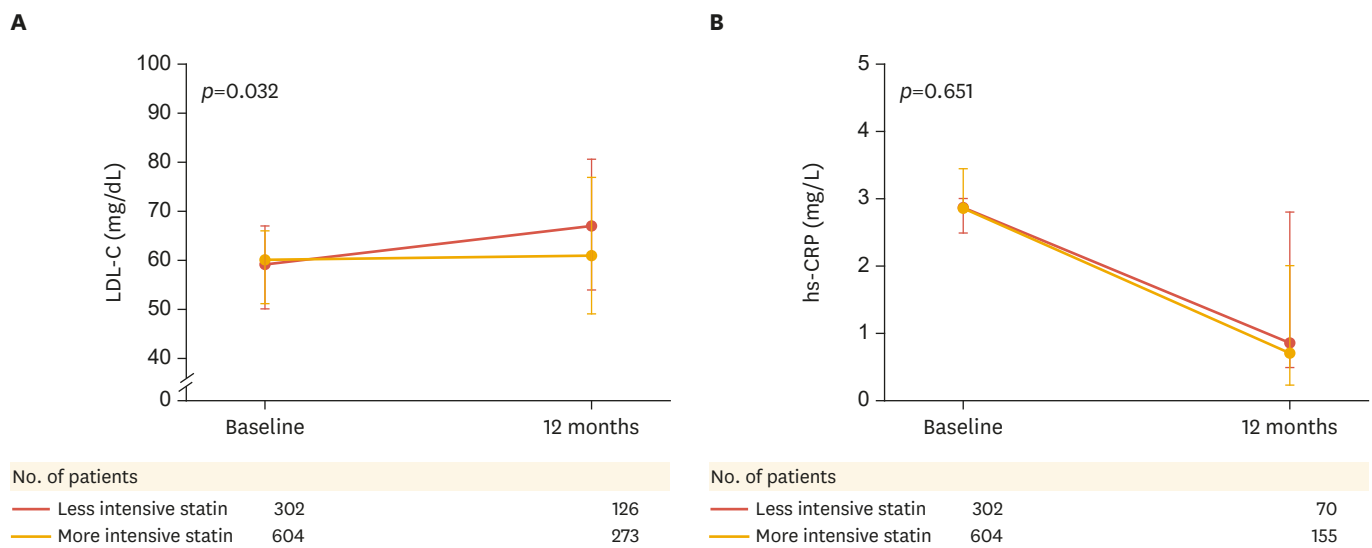 A
100
90
80
70
60
50
40
0
LDL-C (mg/dL)
p=0.032
Baseline 12 months
No. of patients
Less intensive statin 302 126
More intensive statin 604 273
B
5
4
3
2
1
0
hs-CRP (mg/L)
p=0.651
Baseline 12 months
No. of patients
Less intensive statin 302 70
More intensive statin 604 155